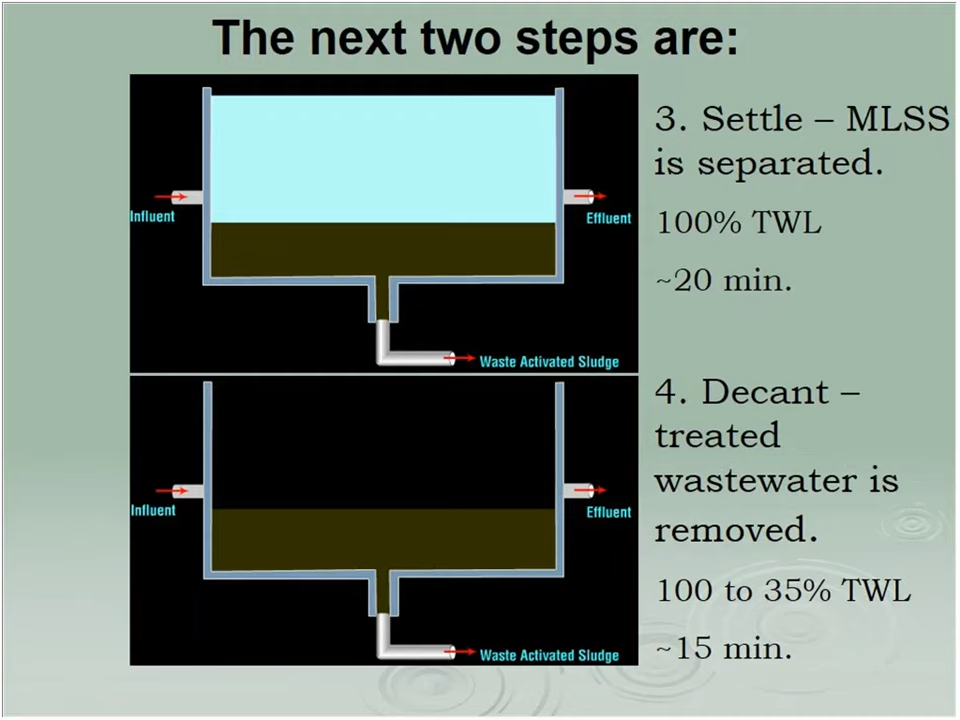 The next two steps are:
Influent
Effluent
Waste Activated Sludge
3. Settle – MLSS
is separated.
100% TWL
~20 min.
Influent
Effluent
Waste Activated Sludge
4. Decant –
treated
wastewater is
removed.
100 to 35% TWL
~15 min.